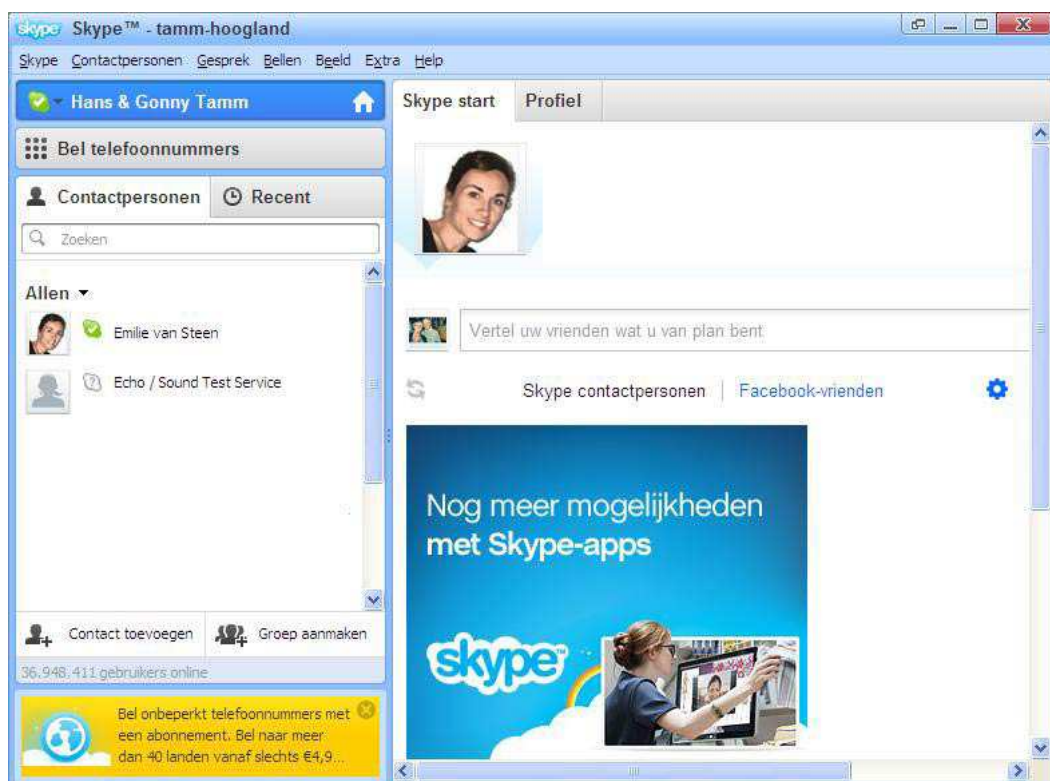 skype Skype™ - tamm-hoogland
Skype Contactpersonen Gesprek Bellen Beeld Extra Help
Hans & Gonny Tamm
Bel telefoonnummers
Contactpersonen Recent
Zoeken
Allen
Emilie van Steen
Echo / Sound Test Service
Contact toevoegen Groep aanmaken
36.948.411 gebruikers online
Bel onbeperkt telefoonnummers met
een abonnement. Bel naar meer
dan 40 landen vanaf slechts €4,9...
Skype start Profiel
Vertel uw vrienden wat u van plan bent
Skype contactpersonen | Facebook-vrienden
Nog meer mogelijkheden
met Skype-apps
skype™